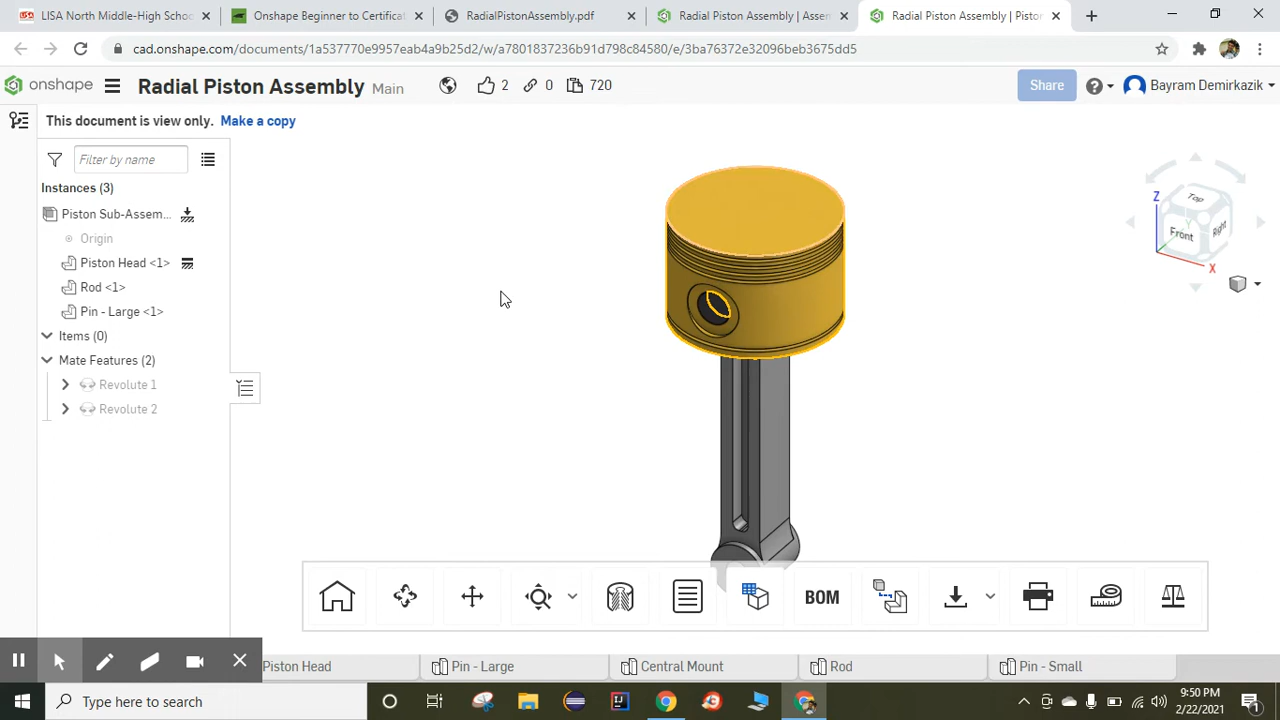 LISA North Middle-High Schoo
Onshape Beginner to Certificat
RadialPistonAssembly.pdf
Radial Piston Assembly | Assem
Radial Piston Assembly | Piston
cad.onshape.com/documents/1a537770e9957eab4a9b25d2/w/a7801837236b91d798c84580/e/3ba76372e32096beb3675dd5
onshape
Radial Piston Assembly Main
2
0
720
Share
Bayram Demirkazik
This document is view only. Make a copy
Filter by name
Instances (3)
Piston Sub-Assem...
Origin
Piston Head <1>
Rod <1>
Pin - Large <1>
Items (0)
Mate Features (2)
Revolute 1
Revolute 2
Z
Top
Front
Right
X
BOM
Piston Head
Pin - Large
Central Mount
Rod
Pin - Small
Type here to search
9:50 PM
2/22/2021
1